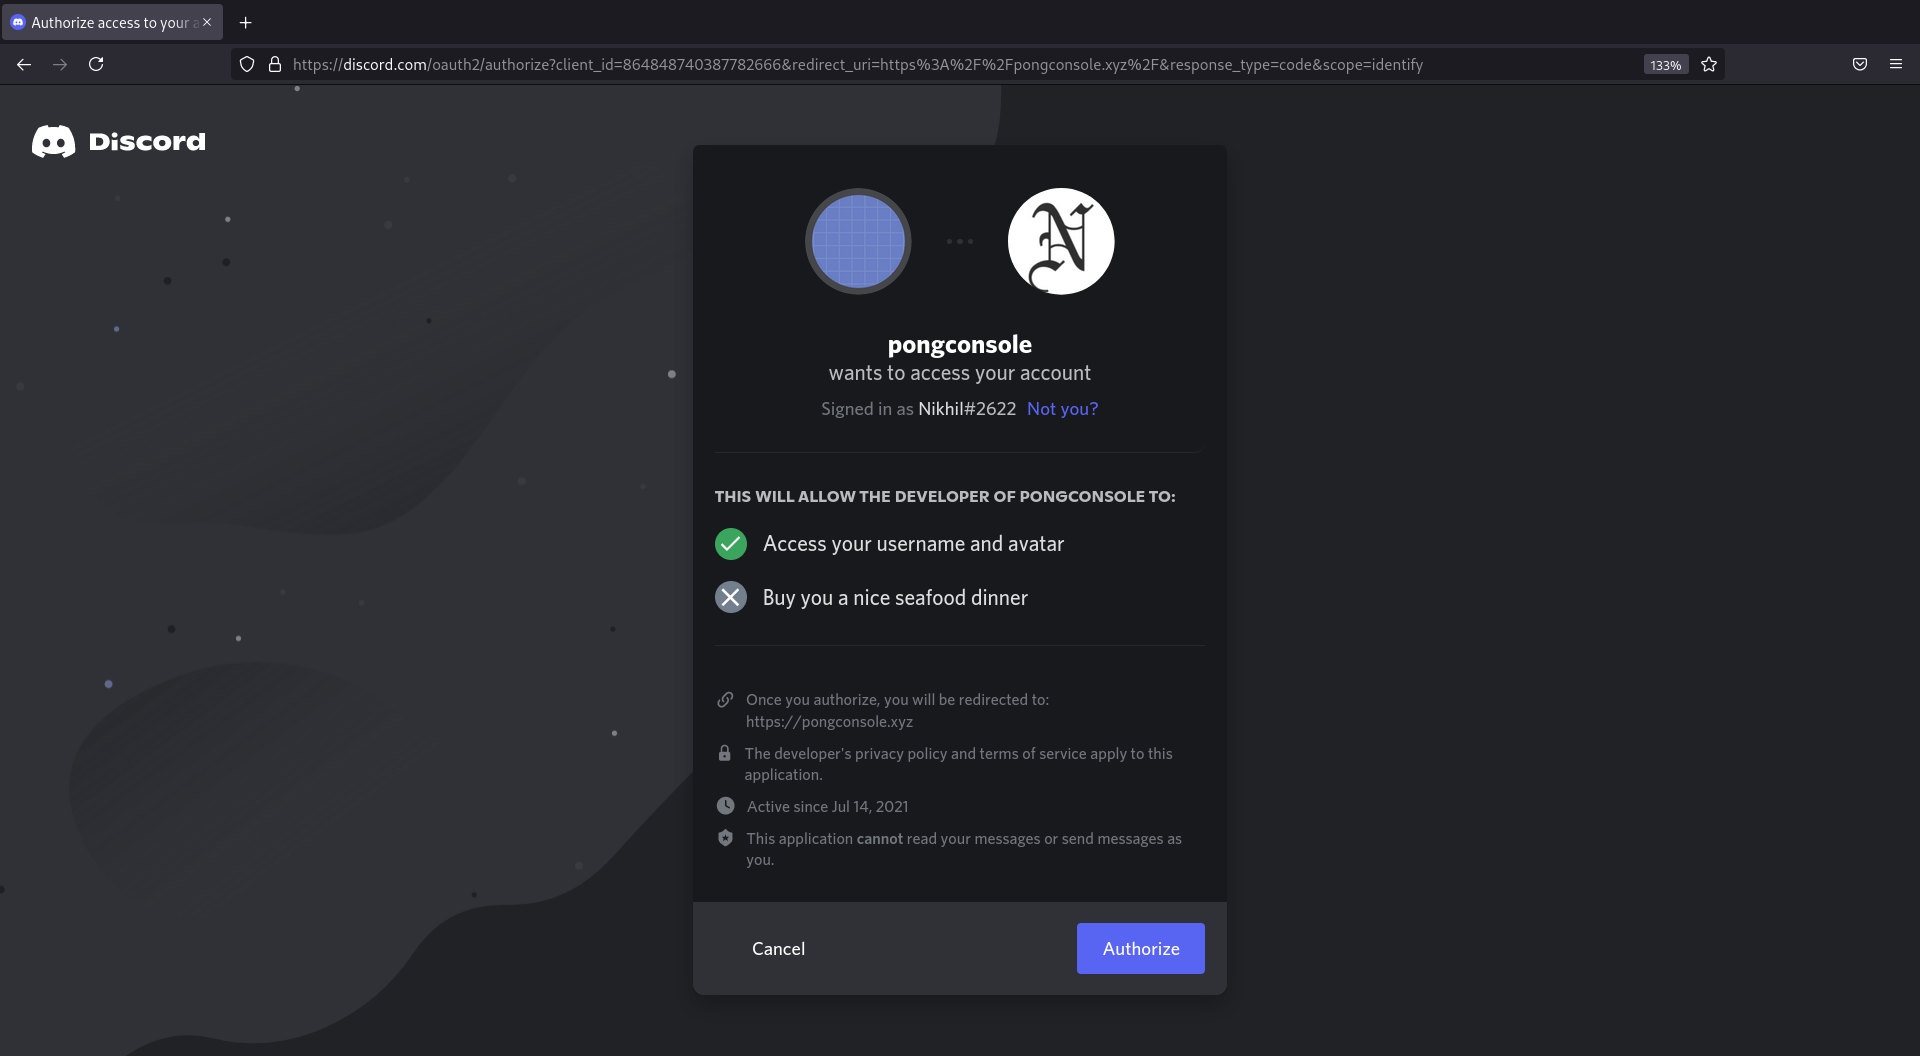 Authorize access to your a
https://discord.com/oauth2/authorize?client_id=864848740387782666&redirect_uri=https%3A%2F%2Fpongconsole.xyz%2F&response_type=code&scope=identify
133%
Discord
N
pongconsole
wants to access your account
Signed in as Nikhil#2622 Not you?
THIS WILL ALLOW THE DEVELOPER OF PONGCONSOLE TO:
Access your username and avatar
Buy you a nice seafood dinner
Once you authorize, you will be redirected to:
https://pongconsole.xyz
The developer's privacy policy and terms of service apply to this
application.
Active since Jul 14, 2021
This application cannot read your messages or send messages as
you.
Cancel
Authorize